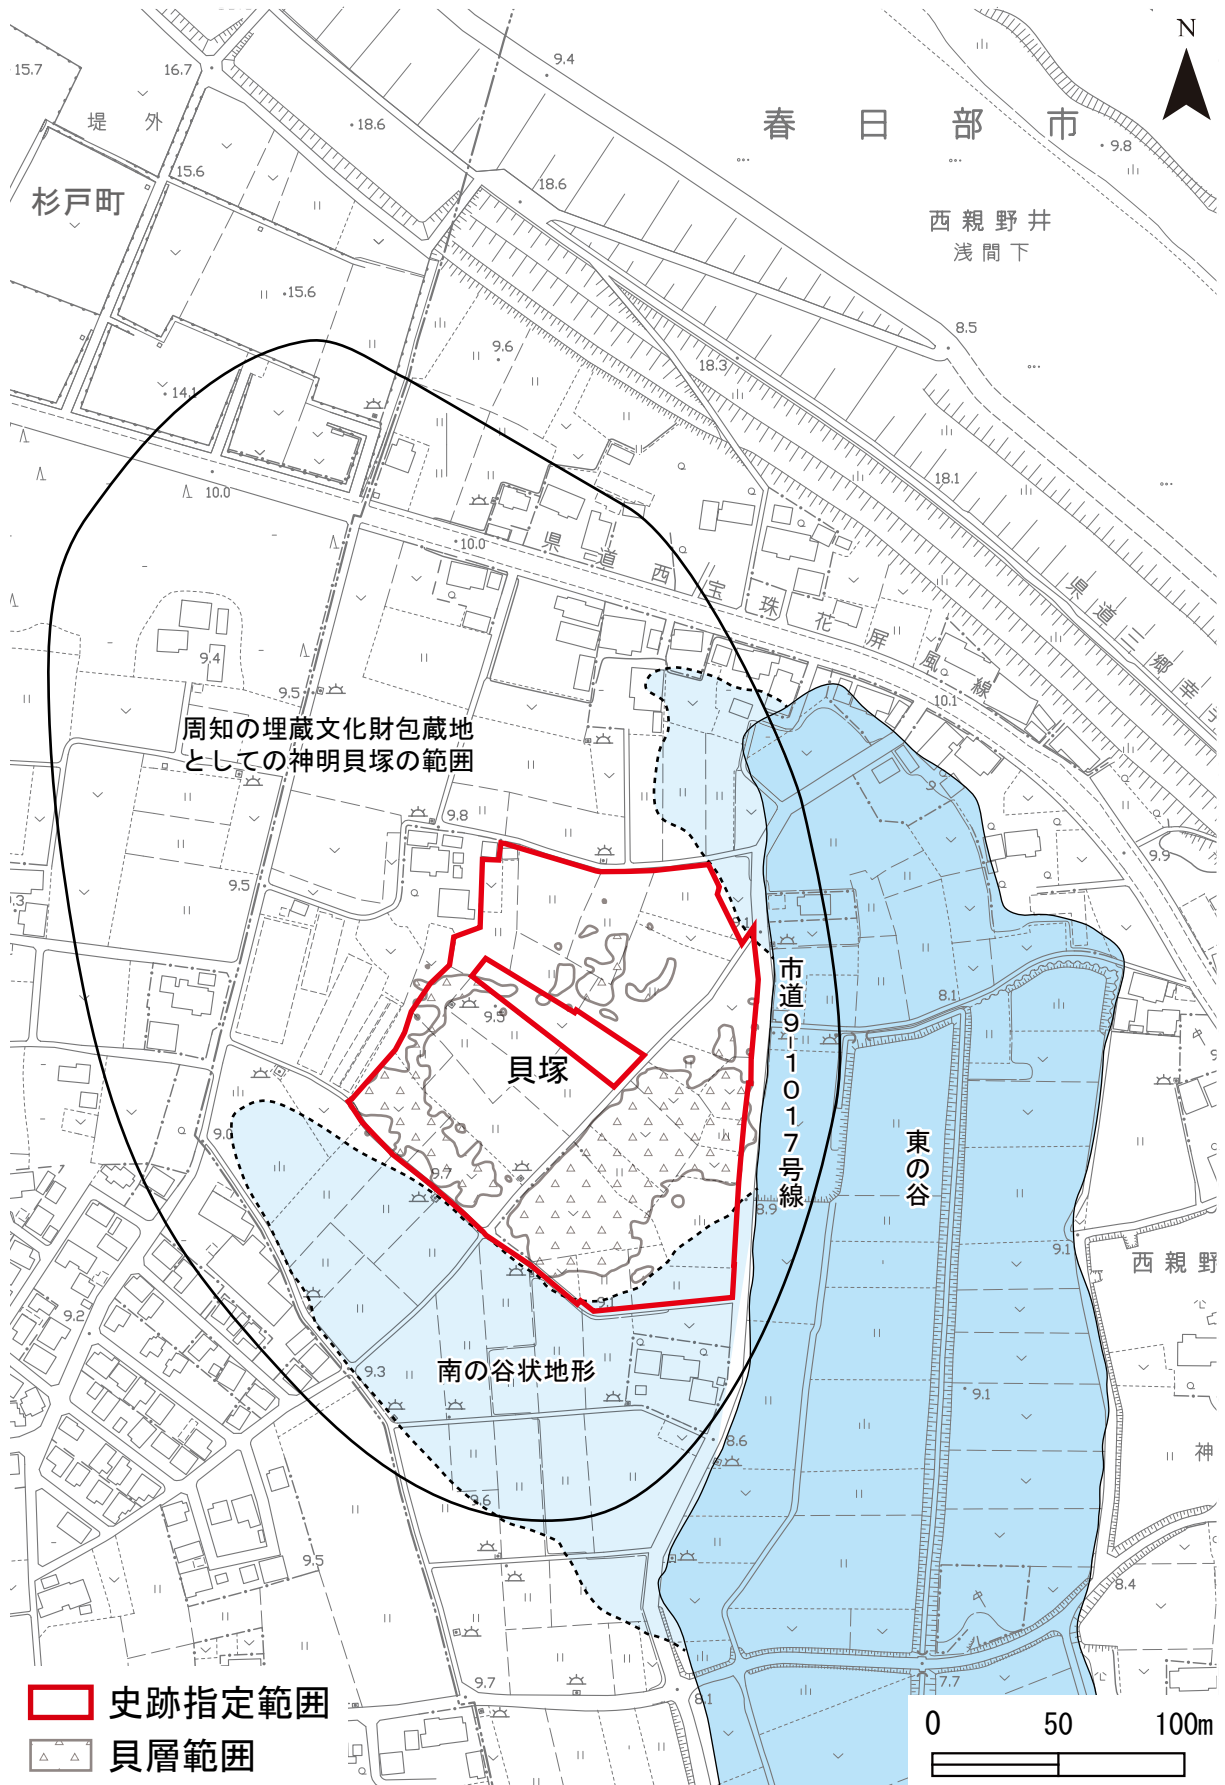 N
9.4
15.7
16.7
堤 外
18.6
春日部市
9.8
15.6
杉戸町
18.6
西親野井
浅間下
15.6
8.5
9.6
18.3
14.1
18.1
10.0
10.0
県道西宝珠花屏風線
県道三郷幸
9.4
9.5
10.1
周知の埋蔵文化財包蔵地
としての神明貝塚の範囲
9.8
9.9
9.5
9.1
市道9-1017号線
8.1
9.5
貝塚
9.0
東の谷
9.7
8.9
9.1
西親野
9.1
9.2
9.3
南の谷状地形
9.1
8.6
神
9.6
9.5
8.4
9.7
8.1
7.7
史跡指定範囲
貝層範囲
0 50 100m